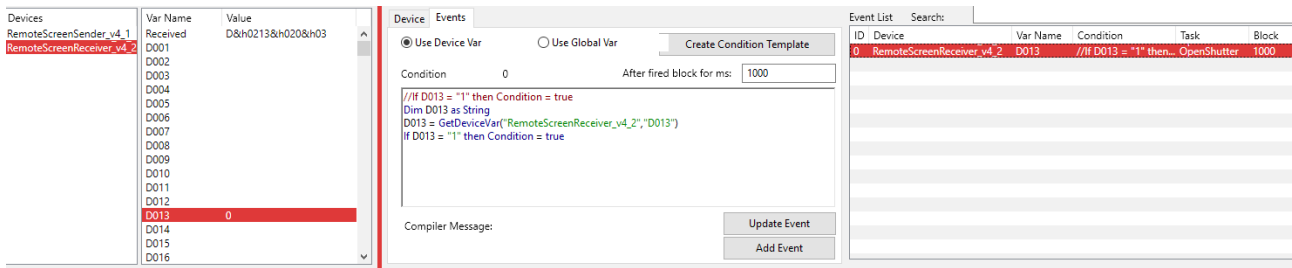 Devices
RemoteScreenSender_v4_1
RemoteScreenReceiver_v4_2
Var Name Value
Received D&h0213&h020&h03
D001
D002
D003
D004
D005
D006
D007
D008
D009
D010
D011
D012
D013 0
D014
D015
D016
Device Events
Use Device Var Use Global Var Create Condition Template
Condition 0 After fired block for ms: 1000
//If D013 = "1" then Condition = true
Dim D013 as String
D013 = GetDeviceVar("RemoteScreenReceiver_v4_2","D013")
If D013 = "1" then Condition = true
Compiler Message:
Update Event
Add Event
Event List Search:
ID Device Var Name Condition Task Block
0 RemoteScreenReceiver_v4_2 D013 //If D013 = "1" then... OpenShutter 1000